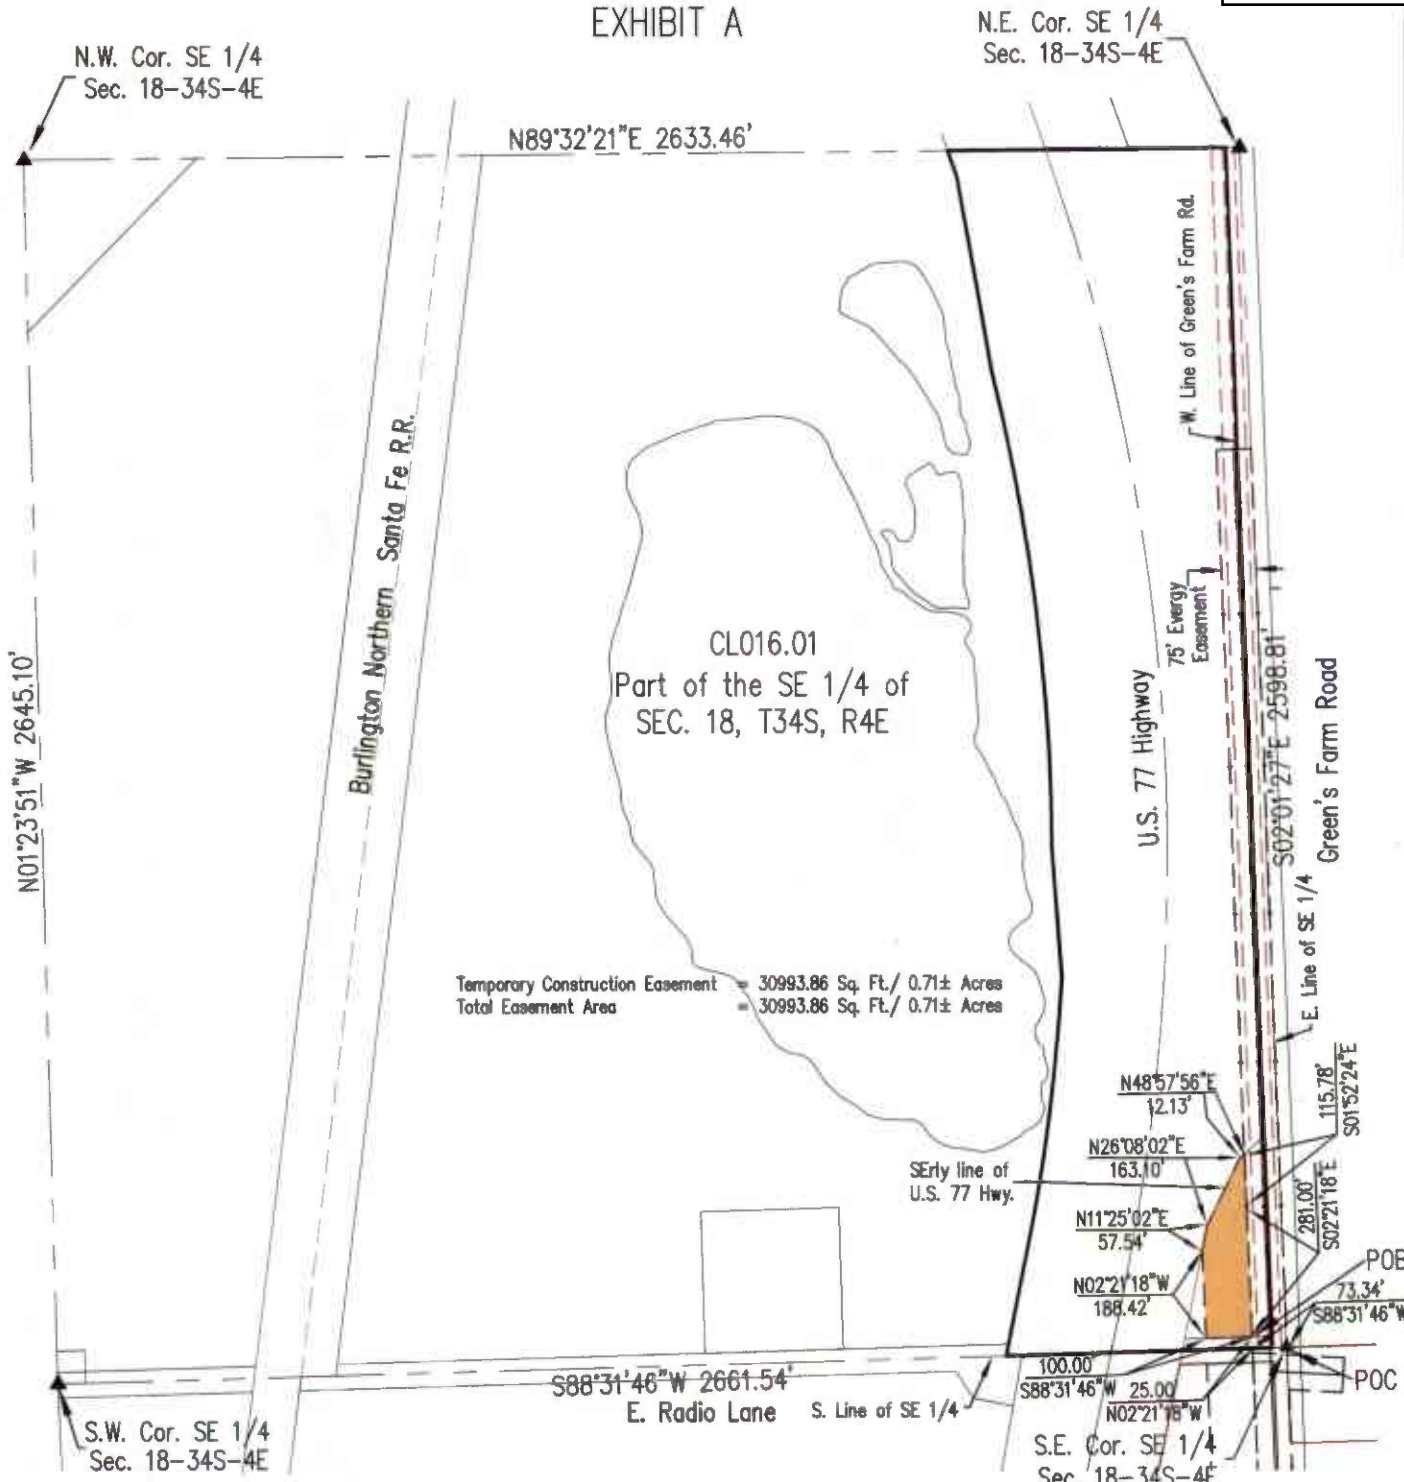 EXHIBIT A
N.W. Cor. SE 1/4
Sec. 18-34S-4E
N.E. Cor. SE 1/4
Sec. 18-34S-4E
N89°32'21"E 2633.46'
W. Line of Green's Farm Rd.
Burlington Northern Santa Fe R.R.
75' Evergy
Easement
CL016.01
Part of the SE 1/4 of
SEC. 18, T34S, R4E
N01°23'51"W 2645.10'
U.S. 77 Highway
S02°01'27"E 2598.81'
Green's Farm Road
E. Line of SE 1/4
Temporary Construction Easement = 30993.86 Sq. Ft./ 0.71± Acres
Total Easement Area = 30993.86 Sq. Ft./ 0.71± Acres
N48°57'56"E
12.13'
115.78'
S01°52'24"E
N26°08'02"E
163.10'
SErly line of
U.S. 77 Hwy.
281.00'
S02°21'18"E
N11°25'02"E
57.54'
POB
N02°21'18"W
188.42'
73.34'
S88°31'46"W
100.00'
S88°31'46"W
25.00
N02°21'18"W
POC
S88°31'46"W 2661.54'
E. Radio Lane
S. Line of SE 1/4
S.W. Cor. SE 1/4
Sec. 18-34S-4E
S.E. Cor. SE 1/4
Sec. 18-34S-4E